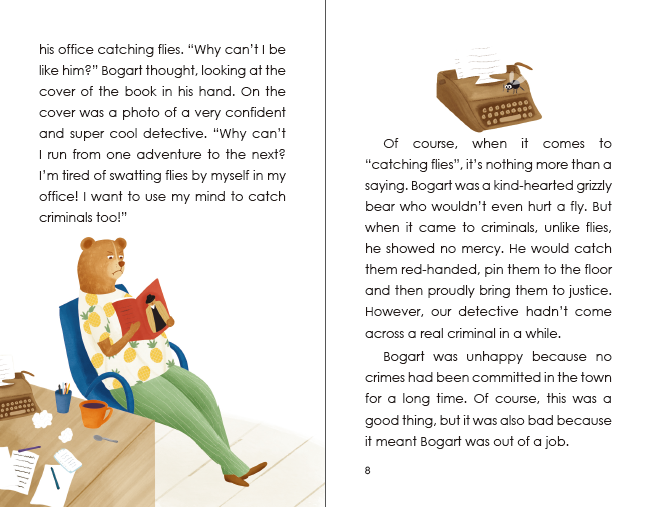 his office catching flies. “Why can’t I be
like him?” Bogart thought, looking at the
cover of the book in his hand. On the
cover was a photo of a very confident
and super cool detective. “Why can’t
I run from one adventure to the next?
I’m tired of swatting flies by myself in my
office! I want to use my mind to catch
criminals too!”
Of course, when it comes to
“catching flies”, it’s nothing more than a
saying. Bogart was a kind-hearted grizzly
bear who wouldn’t even hurt a fly. But
when it came to criminals, unlike flies,
he showed no mercy. He would catch
them red-handed, pin them to the floor
and then proudly bring them to justice.
However, our detective hadn’t come
across a real criminal in a while.
Bogart was unhappy because no
crimes had been committed in the town
for a long time. Of course, this was a
good thing, but it was also bad because
it meant Bogart was out of a job.
8